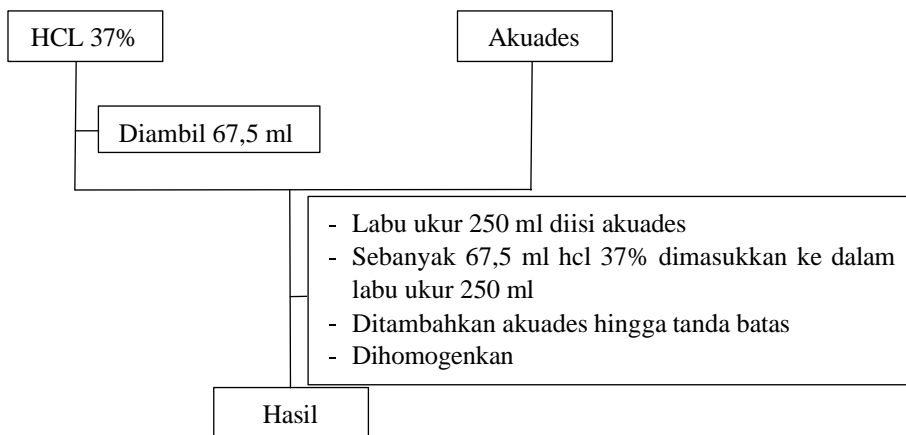 HCL 37%
Akuades
Diambil 67,5 ml
- Labu ukur 250 ml diisi akuades
- Sebanyak 67,5 ml hcl 37% dimasukkan ke dalam
labu ukur 250 ml
- Ditambahkan akuades hingga tanda batas
- Dihomogenkan
Hasil